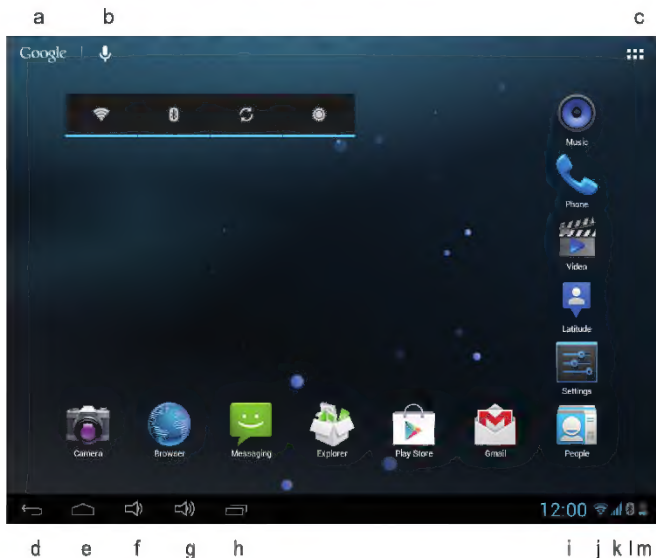 a b c
Google
Music
Phone
Video
Latitude
Settings
Camera Browser Messaging Explorer Play Store Gmail People
12:00
d e f g h i j k l m